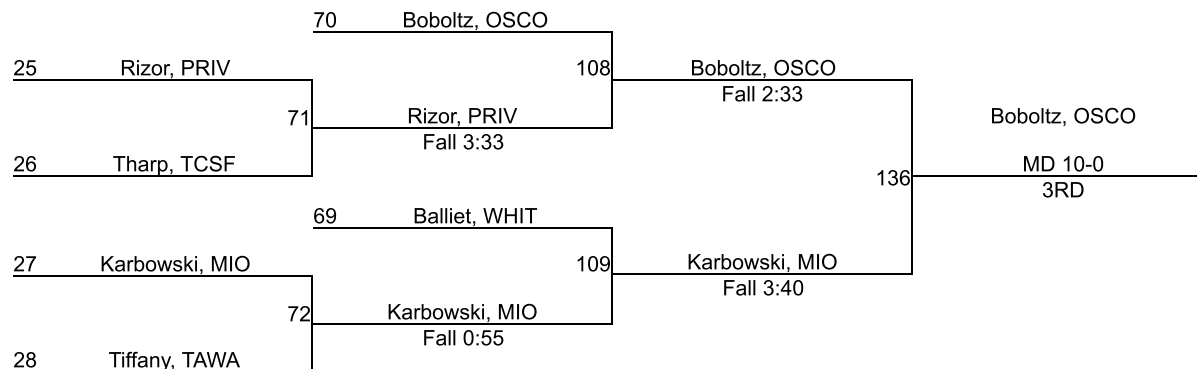 70 Boboltz, OSCO
25 Rizor, PRIV
108 Boboltz, OSCO
Fall 2:33
71 Rizor, PRIV
Fall 3:33
Boboltz, OSCO
26 Tharp, TCSF
136 MD 10-0
3RD
69 Balliet, WHIT
27 Karbowski, MIO
109 Karbowski, MIO
Fall 3:40
72 Karbowski, MIO
Fall 0:55
28 Tiffany, TAWA